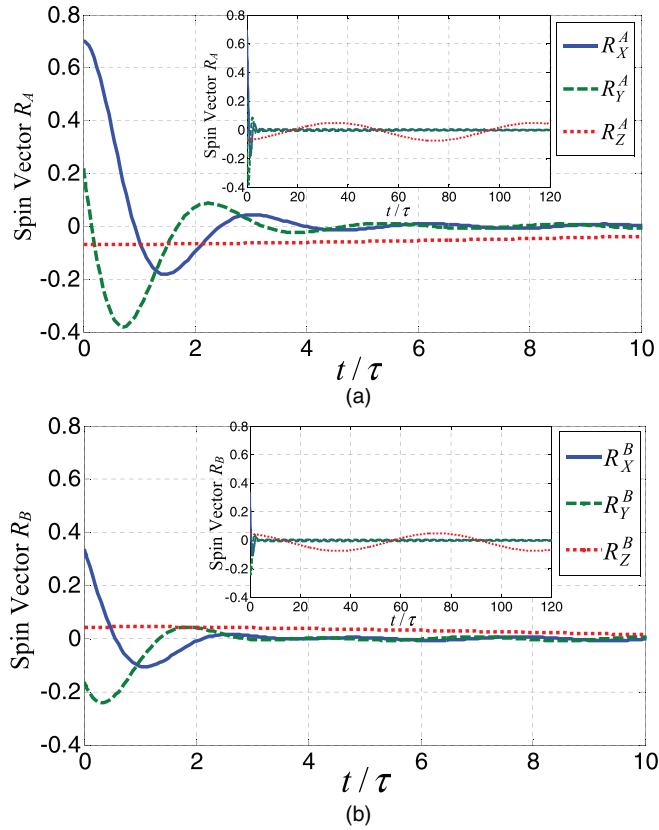 0.8
0.6
0.4
0.2
0
-0.2
-0.4
Spin Vector R_A
0 2 4 6 8 10
t / τ
0.8
0.6
0.4
0.2
0
-0.2
-0.4
Spin Vector R_A
0 20 40 60 80 100 120
t / τ
R_X^A
R_Y^A
R_Z^A
(a)
0.8
0.6
0.4
0.2
0
-0.2
-0.4
Spin Vector R_B
0 2 4 6 8 10
t / τ
0.8
0.6
0.4
0.2
0
-0.2
-0.4
Spin Vector R_B
0 20 40 60 80 100 120
t / τ
R_X^B
R_Y^B
R_Z^B
(b)